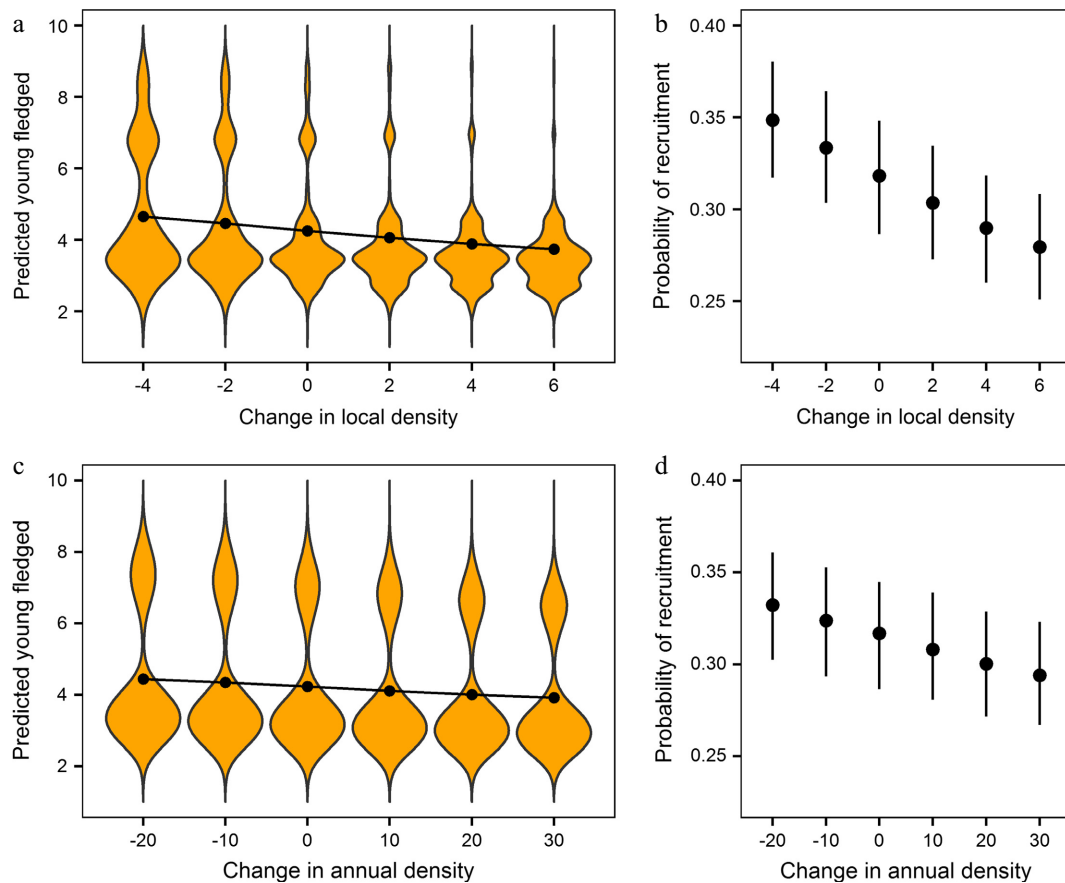 a
Predicted young fledged
10
8
6
4
2
-4 -2 0 2 4 6
Change in local density
b
Probability of recruitment
0.40
0.35
0.30
0.25
-4 -2 0 2 4 6
Change in local density
c
Predicted young fledged
10
8
6
4
2
-20 -10 0 10 20 30
Change in annual density
d
Probability of recruitment
0.40
0.35
0.30
0.25
-20 -10 0 10 20 30
Change in annual density